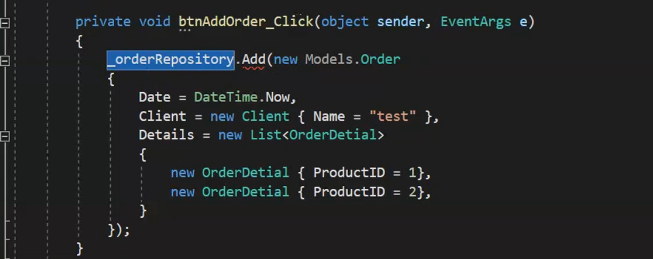 private void btnAddOrder_Click(object sender, EventArgs e)
{
_orderRepository.Add(new Models.Order
{
Date = DateTime.Now,
Client = new Client { Name = "test" },
Details = new List<OrderDetial>
{
new OrderDetial { ProductID = 1},
new OrderDetial { ProductID = 2},
}
});
}